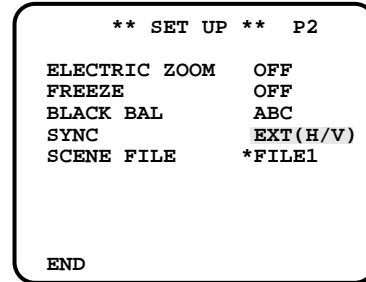 ** SET UP ** P2
ELECTRIC ZOOM OFF
FREEZE OFF
BLACK BAL ABC
SYNC EXT(H/V)
SCENE FILE *FILE1
END